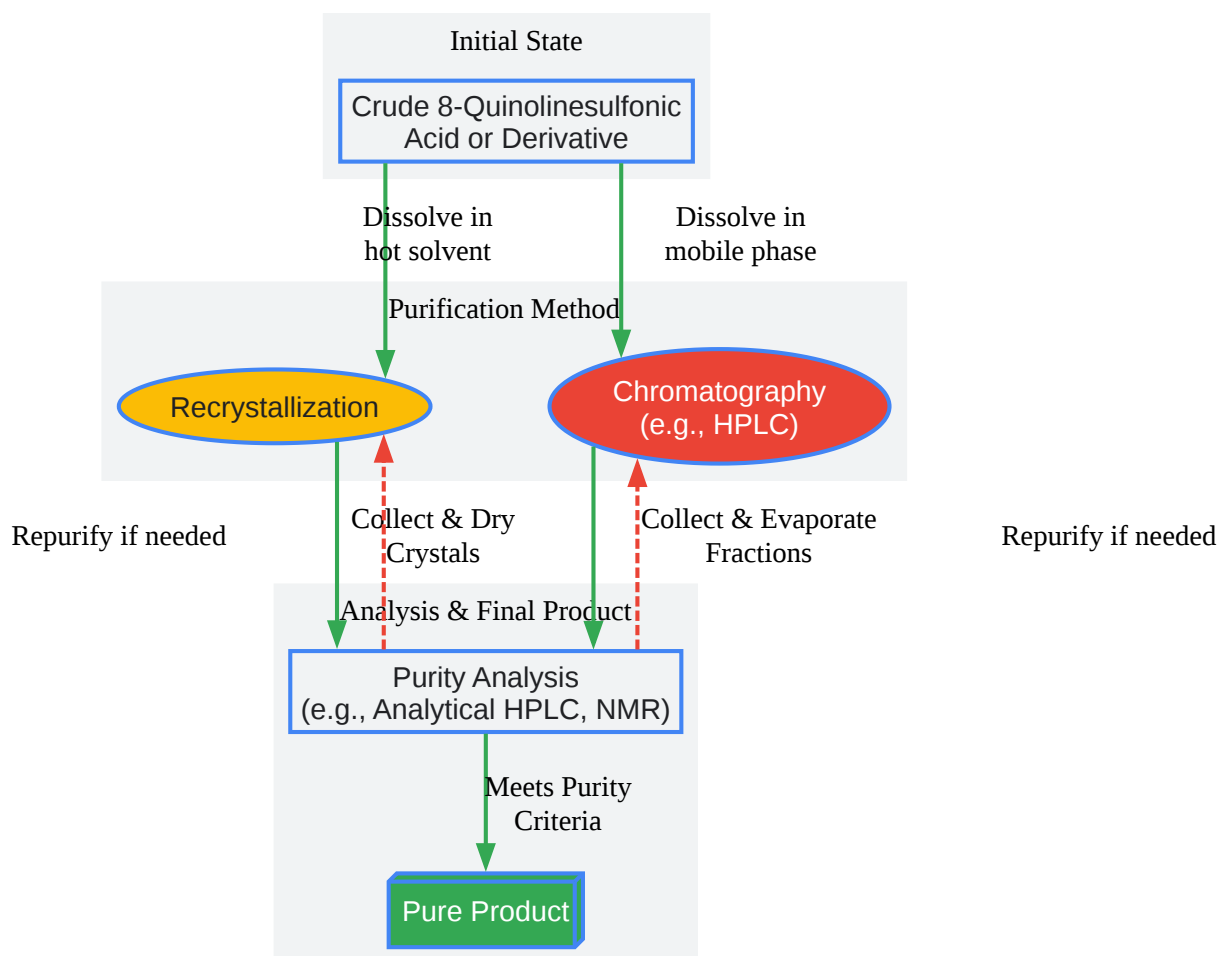 Initial State
Crude 8-Quinolinesulfonic
Acid or Derivative
Dissolve in
hot solvent
Dissolve in
mobile phase
Purification Method
Recrystallization
Chromatography
(e.g., HPLC)
Repurify if needed
Collect & Dry
Crystals
Collect & Evaporate
Fractions
Repurify if needed
Analysis & Final Product
Purity Analysis
(e.g., Analytical HPLC, NMR)
Meets Purity
Criteria
Pure Product